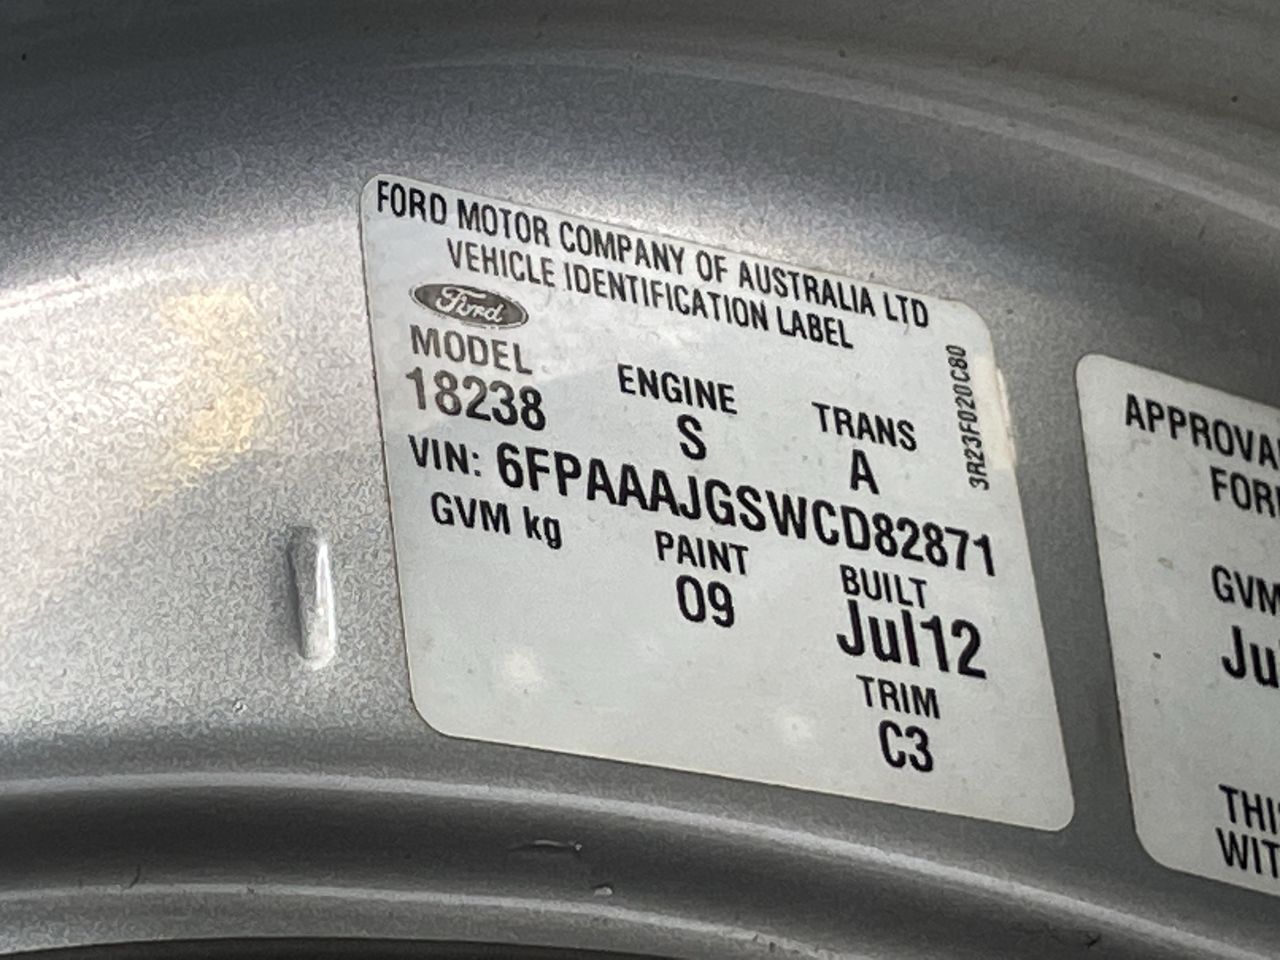 FORD MOTOR COMPANY OF AUSTRALIA LTD
VEHICLE IDENTIFICATION LABEL
Ford
MODEL ENGINE TRANS
18238 S A
VIN: 6FPAAAJGSWCD82871
GVM kg PAINT BUILT
09 Jul12
TRIM
C3
3R23F020C80
APPROVA
FOR
GVM
Ju
THI
WIT